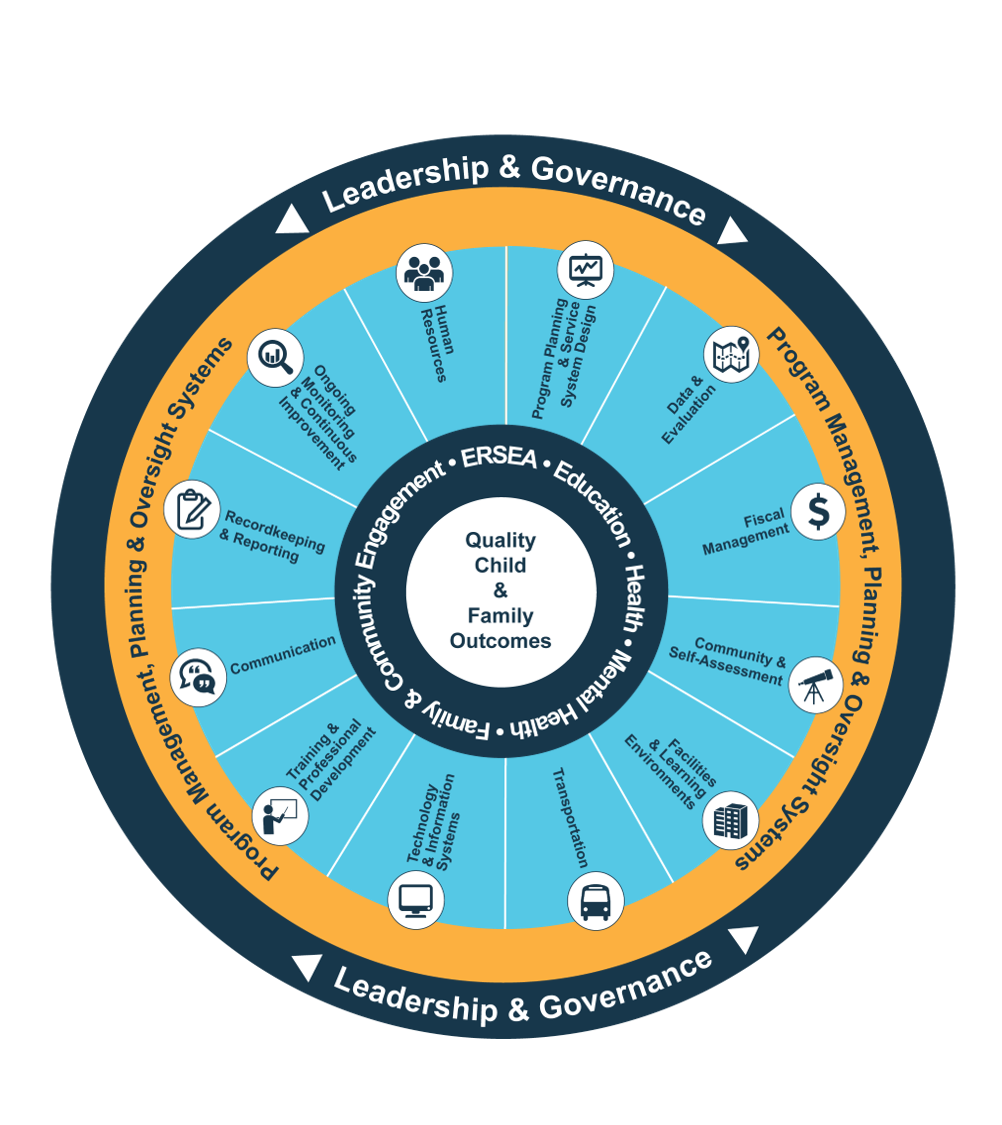 Leadership & Governance
Program Management, Planning & Oversight Systems
Program Management, Planning & Oversight Systems
Program Planning
& Service
System Design
Data &
Evaluation
Fiscal
Management
Community &
Self-Assessment
Facilities
& Learning
Environments
Transportation
Technology
& Information
Systems
Training &
Professional
Development
Communication
Recordkeeping
& Reporting
Ongoing
Monitoring
& Continuous
Improvement
Human
Resources
Family & Community Engagement • ERSEA • Education • Health • Mental Health •
Quality
Child
&
Family
Outcomes
$
Leadership & Governance